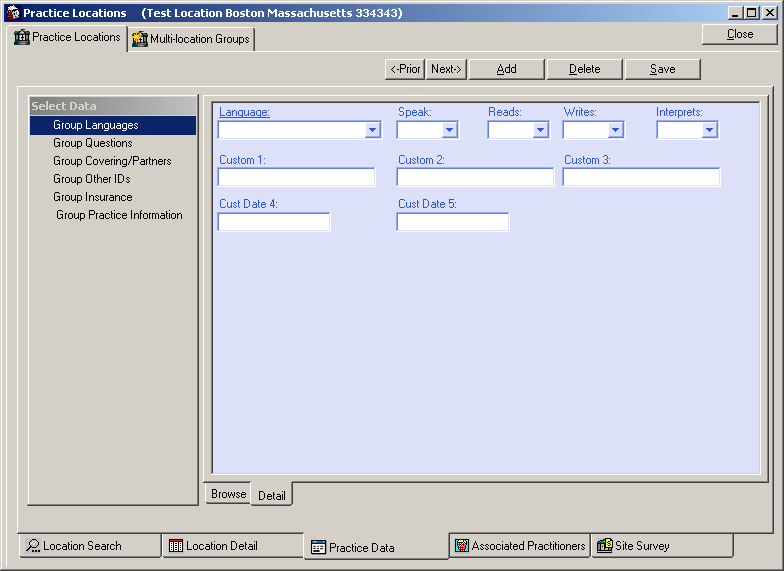 Practice Locations (Test Location Boston Massachusetts 334343)
Practice Locations
Multi-location Groups
Close
<-Prior
Next->
Add
Delete
Save
Select Data
Group Languages
Group Questions
Group Covering/Partners
Group Other IDs
Group Insurance
Group Practice Information
Language: Speak: Reads: Writes: Interprets:
Custom 1: Custom 2: Custom 3:
Cust Date 4: Cust Date 5:
Browse
Detail
Location Search
Location Detail
Practice Data
Associated Practitioners
Site Survey